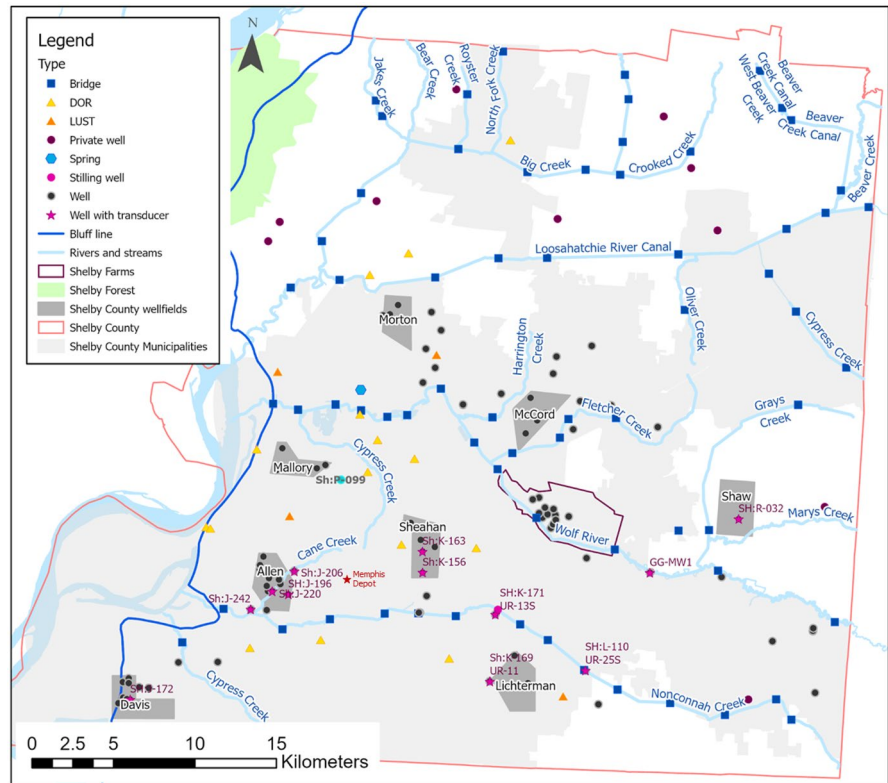 N
Legend
Type
Bridge
DOR
LUST
Private well
Spring
Stilling well
Well
Well with transducer
Bluff line
Rivers and streams
Shelby Farms
Shelby Forest
Shelby County wellfields
Shelby County
Shelby County Municipalities
Jakes Creek
Bear Creek
Royster
Creek
North Fork Creek
Beaver
Creek Canal
West Beaver
Creek
Beaver
Creek Canal
Big Creek
Crooked Creek
Beaver Creek
Loosahatchie River Canal
Morton
Harrington
Creek
Oliver Creek
Cypress Creek
McCord
Fletcher Creek
Grays
Creek
Mallory
Cypress Creek
Shaw
SH:R-032
Marys Creek
Sheahan
Sh:K-163
Sh:K-156
Wolf River
GG-MW1
Cane Creek
Allen
Sh:J-206
SH:J-196
Sh:J-220
Sh:J-242
Memphis
Depot
SH:K-171
UR-13S
SH:L-110
UR-25S
Sh:K-169
UR-11
Lichterman
Nonconnah Creek
Davis
Cypress Creek
0 2.5 5 10 15
Kilometers